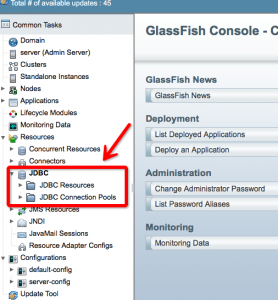 Total # of available updates : 45
Common Tasks
Domain
server (Admin Server)
Clusters
Standalone Instances
Nodes
Applications
Lifecycle Modules
Monitoring Data
Resources
Concurrent Resources
Connectors
JDBC
JDBC Resources
JDBC Connection Pools
JMS Resources
JNDI
JavaMail Sessions
Resource Adapter Configs
Configurations
default-config
server-config
Update Tool
GlassFish Console - C
GlassFish News
GlassFish News
Deployment
List Deployed Applications
Deploy an Application
Administration
Change Administrator Password
List Password Aliases
Monitoring
Monitoring Data